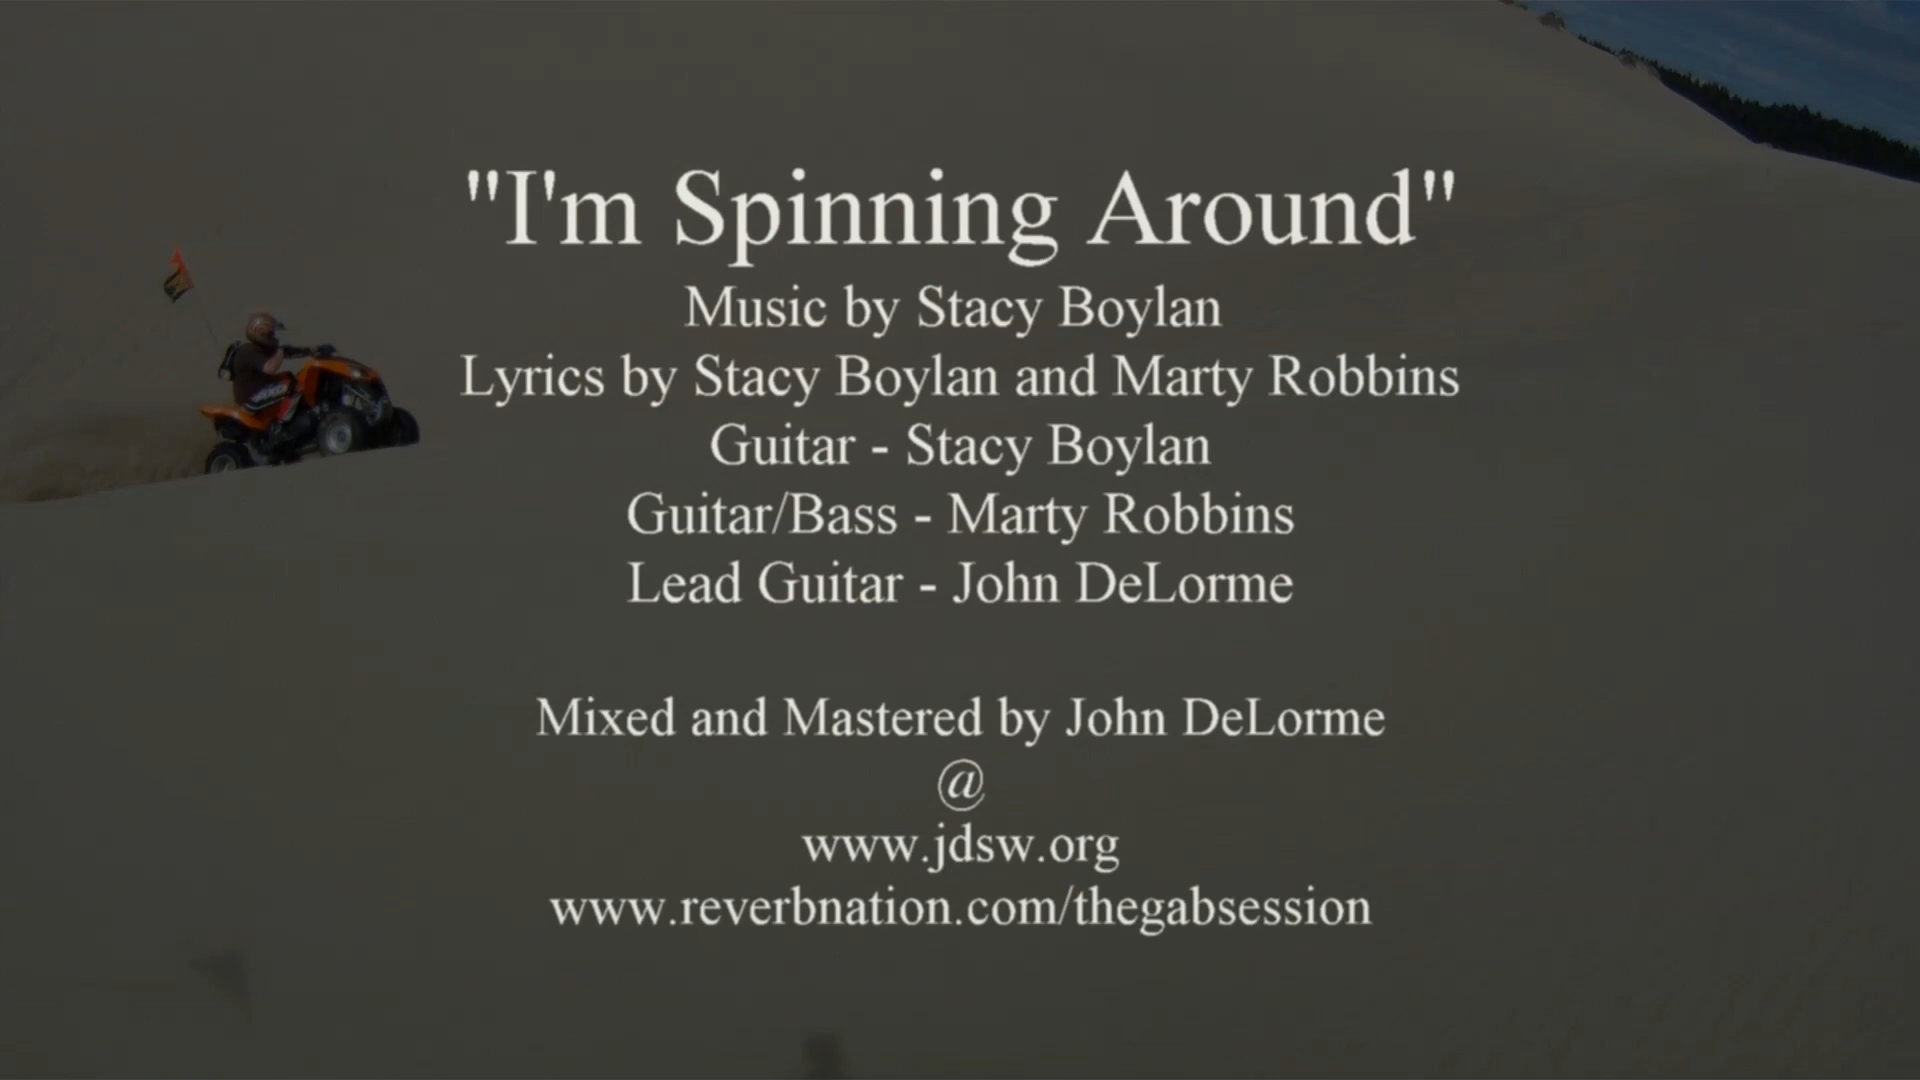 "I'm Spinning Around"
Music by Stacy Boylan
Lyrics by Stacy Boylan and Marty Robbins
Guitar - Stacy Boylan
Guitar/Bass - Marty Robbins
Lead Guitar - John DeLorme
Mixed and Mastered by John DeLorme
@
www.jdsw.org
www.reverbnation.com/thegabsession